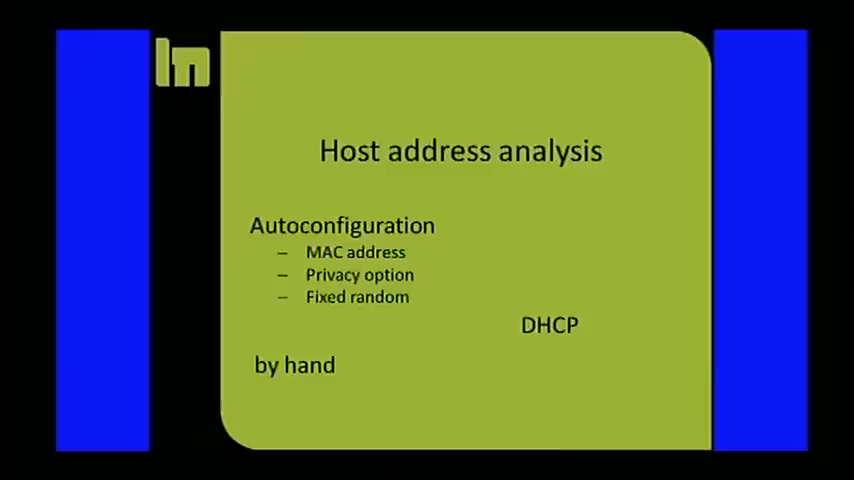 Host address analysis
Autoconfiguration
– MAC address
– Privacy option
– Fixed random
DHCP
by hand